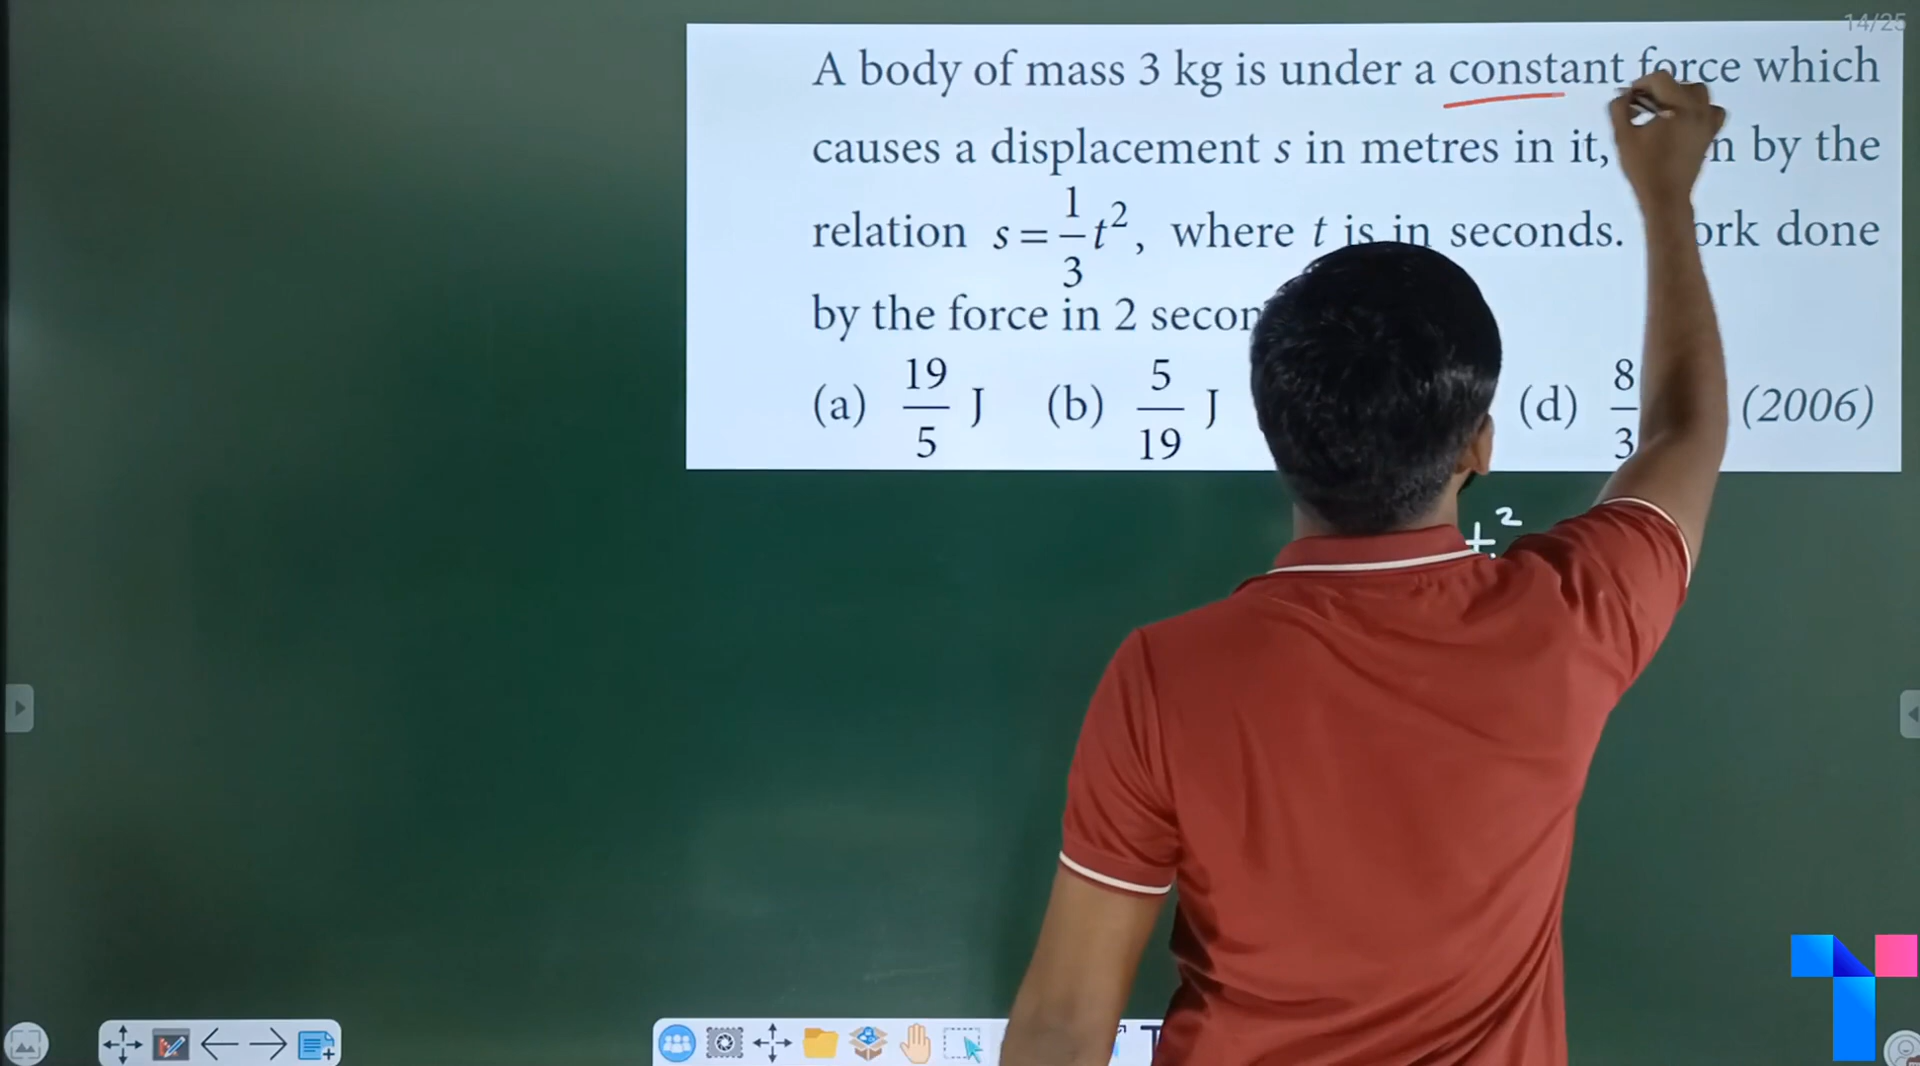 14/25
A body of mass 3 kg is under a constant force which
causes a displacement s in metres in it, by the
relation s = 1/3 t², where t is in seconds. done
by the force in 2
(a) 19/5 J (b) 5/19 J (d) 8/3 (2006)
t²